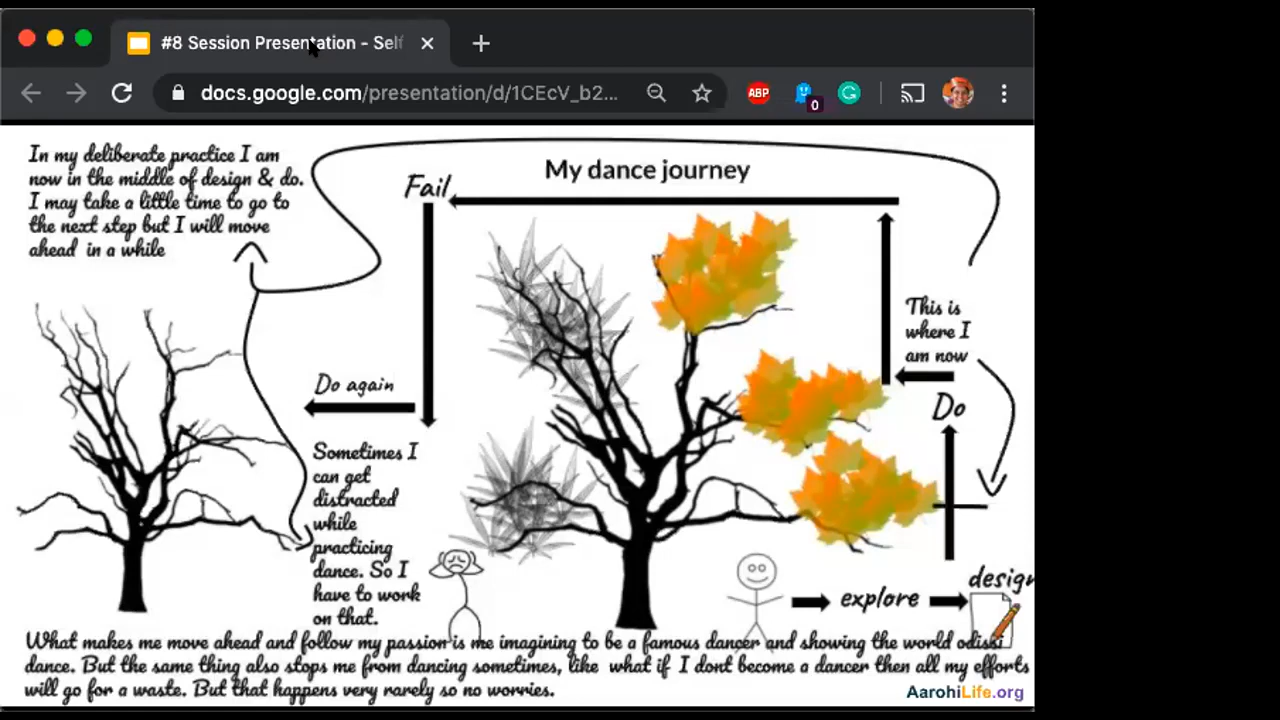 #8 Session Presentation - Self
docs.google.com/presentation/d/1CEcV_b2...
ABP
0
My dance journey
In my deliberate practice I am
now in the middle of design & do.
I may take a little time to go to
the next step but I will move
ahead in a while
Fail
This is
where I
am now
Do again
Do
Sometimes I
can get
distracted
while
practicing
dance. So I
have to work
on that.
explore
design
What makes me move ahead and follow my passion is me imagining to be a famous dancer and showing the world odissi
dance. But the same thing also stops me from dancing sometimes, like what if I dont become a dancer then all my efforts
will go for a waste. But that happens very rarely so no worries.
AarohiLife.org